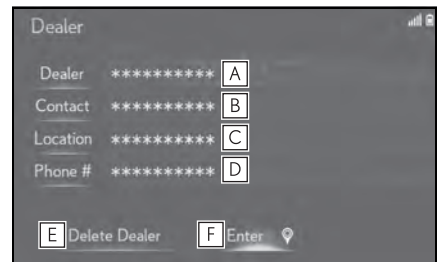 Dealer
Dealer ********** A
Contact ********** B
Location ********** C
Phone # ********** D
E Delete Dealer F Enter